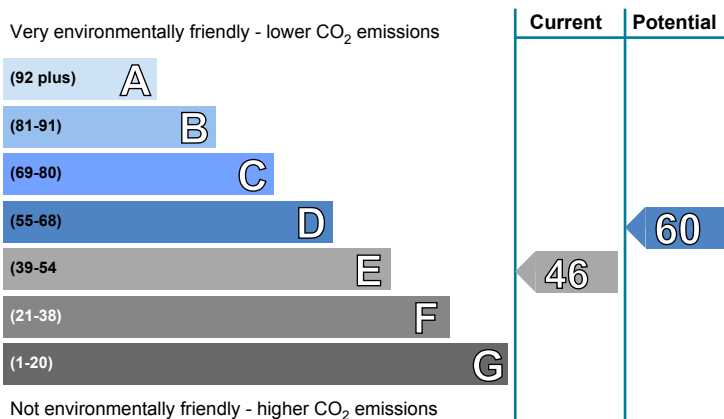 Current Potential
Very environmentally friendly - lower CO2 emissions
(92 plus) A
(81-91) B
(69-80) C
(55-68) D
60
(39-54 E
46
(21-38) F
(1-20) G
Not environmentally friendly - higher CO2 emissions